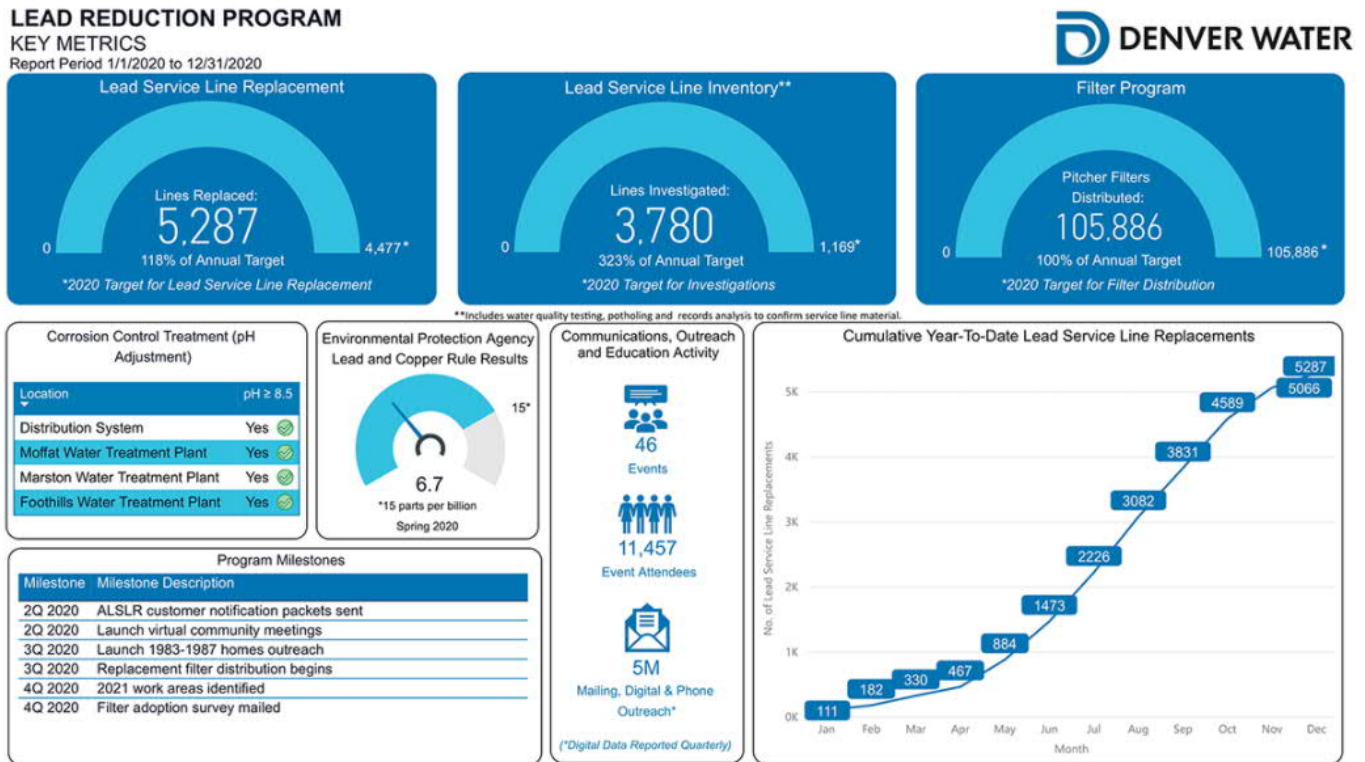 LEAD REDUCTION PROGRAM
KEY METRICS
Report Period 1/1/2020 to 12/31/2020
DENVER WATER
Lead Service Line Replacement
Lines Replaced:
5,287
0
4,477*
118% of Annual Target
*2020 Target for Lead Service Line Replacement
Lead Service Line Inventory**
Lines Investigated:
3,780
0
1,169*
323% of Annual Target
*2020 Target for Investigations
Filter Program
Pitcher Filters
Distributed:
105,886
0
105,886*
100% of Annual Target
*2020 Target for Filter Distribution
**Includes water quality testing, potholing and records analysis to confirm service line material.
Corrosion Control Treatment (pH
Adjustment)
Location pH ≥ 8.5
Distribution System Yes
Moffat Water Treatment Plant Yes
Marston Water Treatment Plant Yes
Foothills Water Treatment Plant Yes
Environmental Protection Agency
Lead and Copper Rule Results
15*
6.7
*15 parts per billion
Spring 2020
Program Milestones
Milestone Milestone Description
2Q 2020 ALSLR customer notification packets sent
2Q 2020 Launch virtual community meetings
3Q 2020 Launch 1983-1987 homes outreach
3Q 2020 Replacement filter distribution begins
4Q 2020 2021 work areas identified
4Q 2020 Filter adoption survey mailed
Communications, Outreach
and Education Activity
46
Events
11,457
Event Attendees
5M
Mailing, Digital & Phone
Outreach*
(*Digital Data Reported Quarterly)
Cumulative Year-To-Date Lead Service Line Replacements
No. of Lead Service Line Replacements
5K
4K
3K
2K
1K
0K
111
182
330
467
884
1473
2226
3082
3831
4589
5066
5287
Jan Feb Mar Apr May Jun Jul Aug Sep Oct Nov Dec
Month